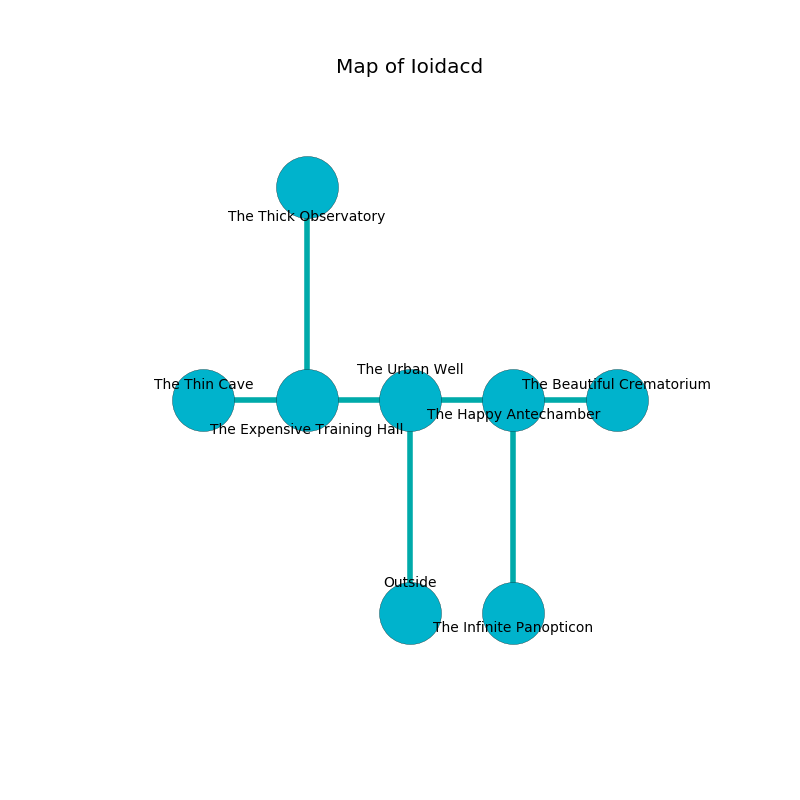 Map of Ioidacd
The Thick Observatory
The Urban Well
The Thin Cave
The Beautiful Crematorium
The Happy Antechamber
The Expensive Training Hall
Outside
The Infinite Panopticon